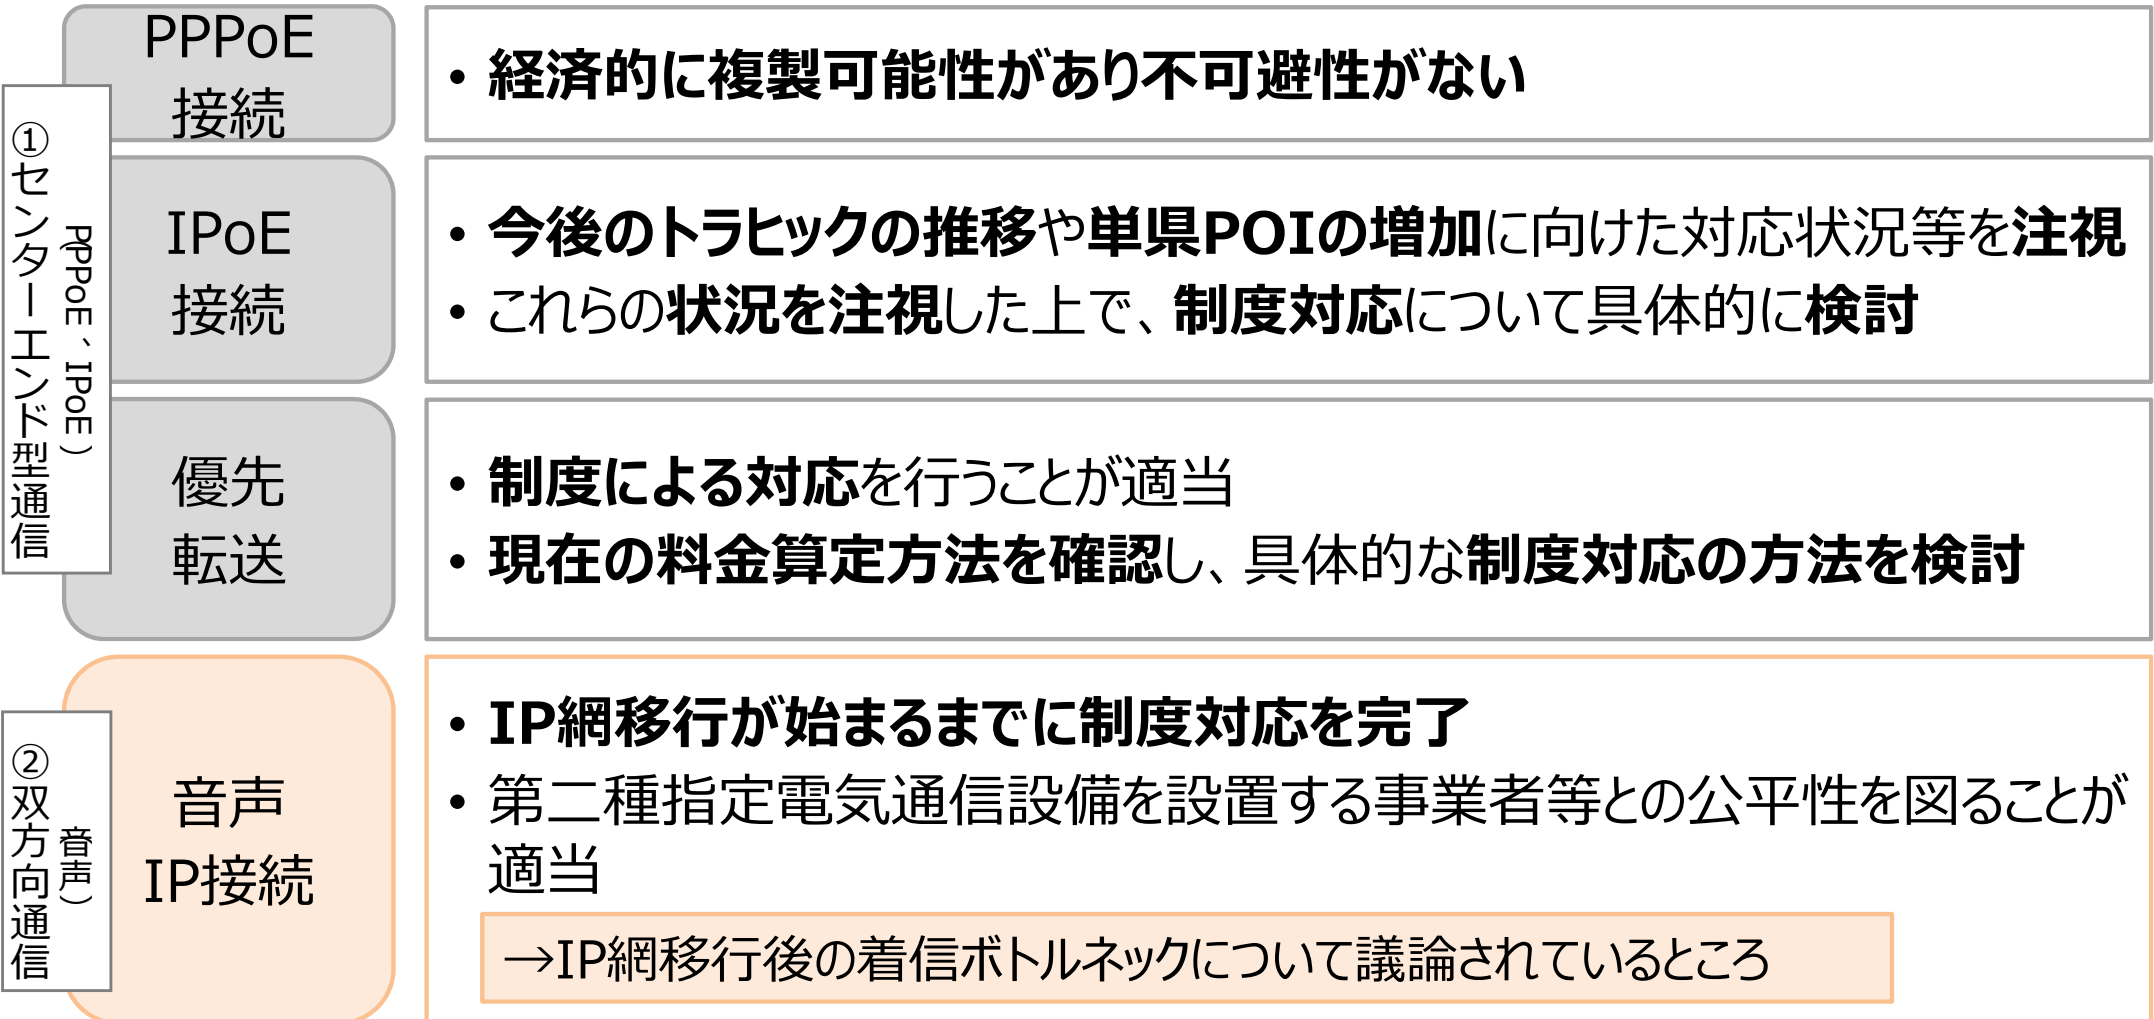 ①センターエンド型通信
(PPPoE、IPoE)
PPPoE
接続
・経済的に複製可能性があり不可避性がない
IPoE
接続
・今後のトラヒックの推移や単県POIの増加に向けた対応状況等を注視
・これらの状況を注視した上で、制度対応について具体的に検討
優先
転送
・制度による対応を行うことが適当
・現在の料金算定方法を確認し、具体的な制度対応の方法を検討
②双方向通信
音声)
音声
IP接続
・IP網移行が始まるまでに制度対応を完了
・第二種指定電気通信設備を設置する事業者等との公平性を図ることが
適当
→IP網移行後の着信ボトルネックについて議論されているところ